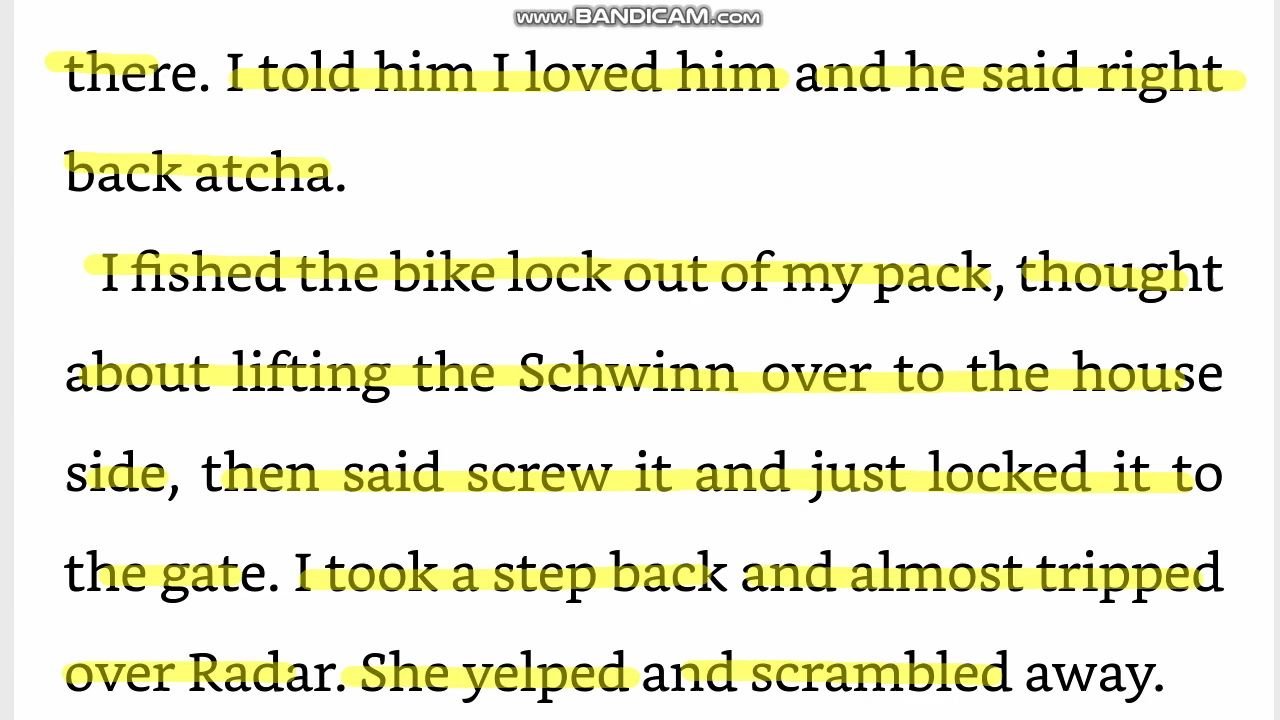 www.BANDICAM.com
there. I told him I loved him and he said right
back atcha.
I fished the bike lock out of my pack, thought
about lifting the Schwinn over to the house
side, then said screw it and just locked it to
the gate. I took a step back and almost tripped
over Radar. She yelped and scrambled away.